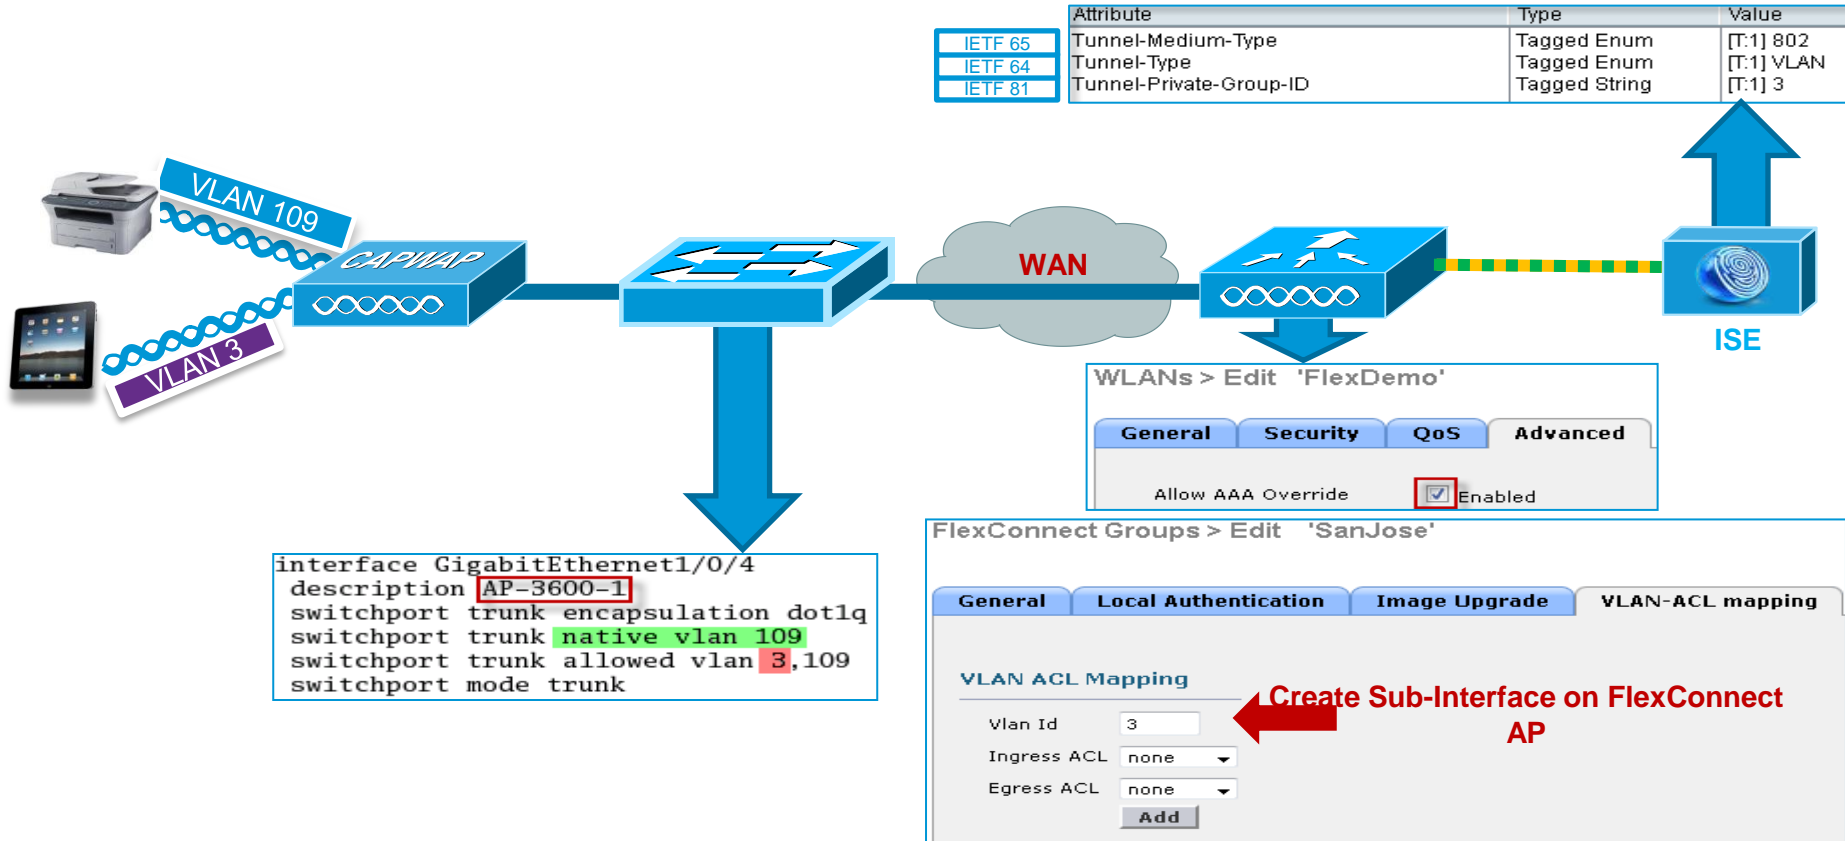 Attribute Type Value
IETF 65 Tunnel-Medium-Type Tagged Enum [T:1] 802
IETF 64 Tunnel-Type Tagged Enum [T:1] VLAN
IETF 81 Tunnel-Private-Group-ID Tagged String [T:1] 3
VLAN 109
CAPWAP
WAN
VLAN 3
ISE
WLANs > Edit 'FlexDemo'
General Security QoS Advanced
Allow AAA Override Enabled
interface GigabitEthernet1/0/4
description AP-3600-1
switchport trunk encapsulation dot1q
switchport trunk native vlan 109
switchport trunk allowed vlan 3,109
switchport mode trunk
FlexConnect Groups > Edit 'SanJose'
General Local Authentication Image Upgrade VLAN-ACL mapping
VLAN ACL Mapping
Create Sub-Interface on FlexConnect
AP
Vlan Id 3
Ingress ACL none
Egress ACL none
Add